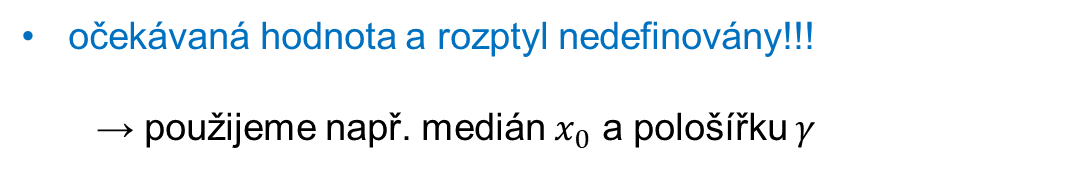 • očekávaná hodnota a rozptyl nedefinovány!!!
→ použijeme např. medián x₀ a pološířku γ